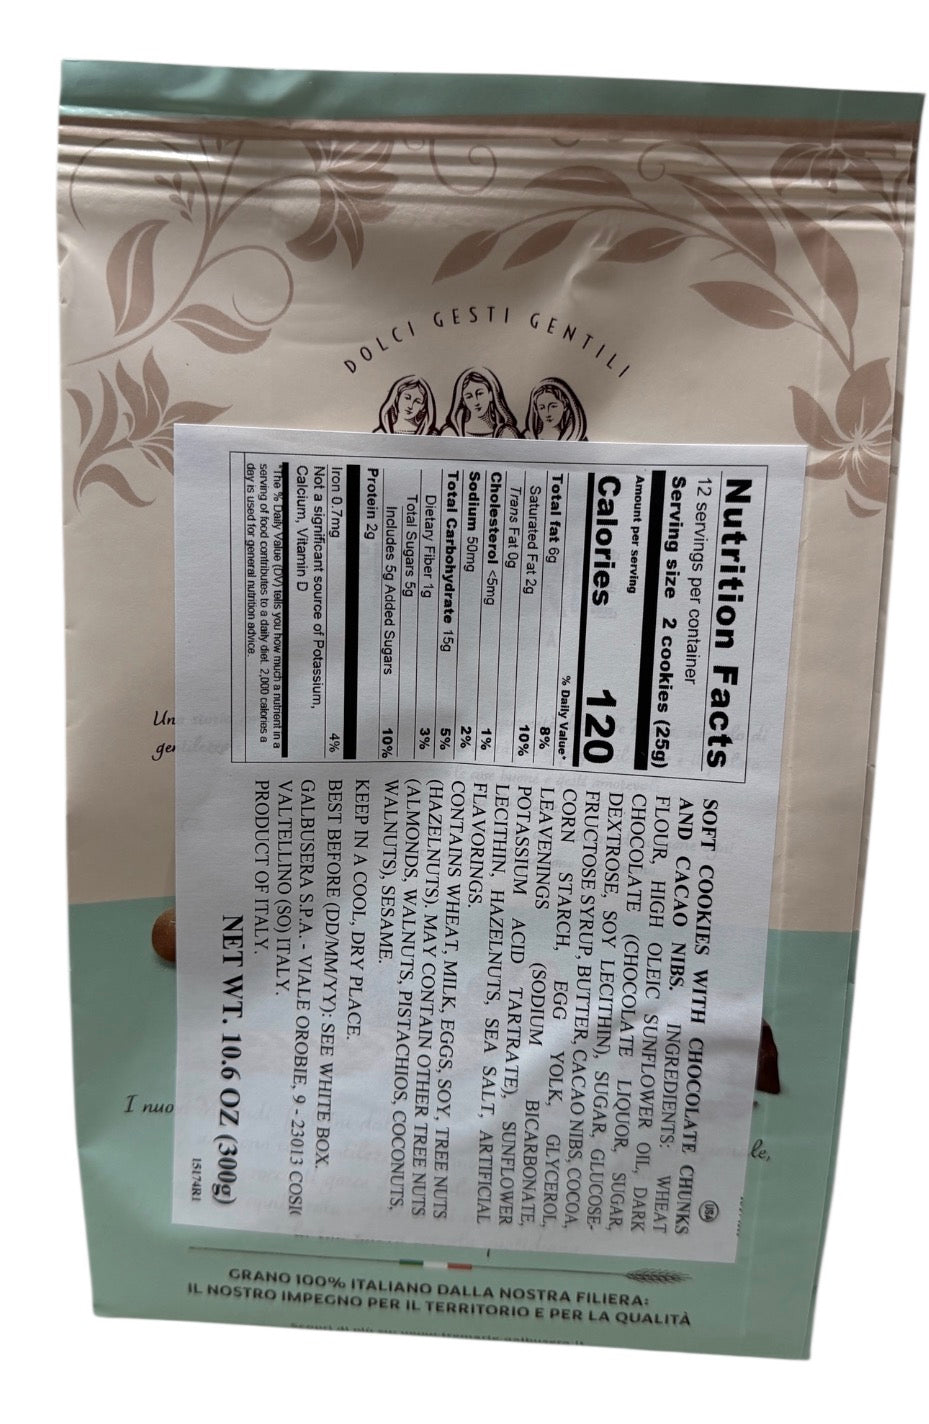 DOLCI GESTI GENTILI
Nutrition Facts
12 servings per container
Serving size 2 cookies (25g)
Amount per serving
Calories 120
% Daily Value*
Total fat 6g 8%
Saturated Fat 2g 10%
Trans Fat 0g
Cholesterol <5mg 1%
Sodium 50mg 2%
Total Carbohydrate 15g 5%
Dietary Fiber 1g 3%
Total Sugars 5g
Includes 5g Added Sugars 10%
Protein 2g
Iron 0.7mg 4%
Not a significant source of Potassium,
Calcium, Vitamin D
*The % Daily Value (DV) tells you how much a nutrient in a
serving of food contributes to a daily diet. 2,000 calories a
day is used for general nutrition advice.
USA
SOFT COOKIES WITH CHOCOLATE CHUNKS
AND CACAO NIBS. INGREDIENTS: WHEAT
FLOUR, HIGH OLEIC SUNFLOWER OIL, DARK
CHOCOLATE (CHOCOLATE LIQUOR, SUGAR,
DEXTROSE, SOY LECITHIN), SUGAR, GLUCOSE-
FRUCTOSE SYRUP, BUTTER, CACAO NIBS, COCOA,
CORN STARCH, EGG YOLK, GLYCEROL,
LEAVENINGS (SODIUM BICARBONATE,
POTASSIUM ACID TARTRATE), SUNFLOWER
LECITHIN, HAZELNUTS, SEA SALT, ARTIFICIAL
FLAVORINGS.
CONTAINS WHEAT, MILK, EGGS, SOY, TREE NUTS
(HAZELNUTS). MAY CONTAIN OTHER TREE NUTS
(ALMONDS, WALNUTS, PISTACHIOS, COCONUTS,
WALNUTS), SESAME.
KEEP IN A COOL, DRY PLACE.
BEST BEFORE (DD/MM/YY): SEE WHITE BOX.
GALBUSERA S.P.A. - VIALE OROBIE, 9 - 23013 COSI
VALTELLINO (SO) ITALY.
PRODUCT OF ITALY.
NET WT. 10.6 OZ (300g)
15174R1
Un
I nuo
le,
GRANO 100% ITALIANO DALLA NOSTRA FILIERA:
IL NOSTRO IMPEGNO PER IL TERRITORIO E PER LA QUALITÀ